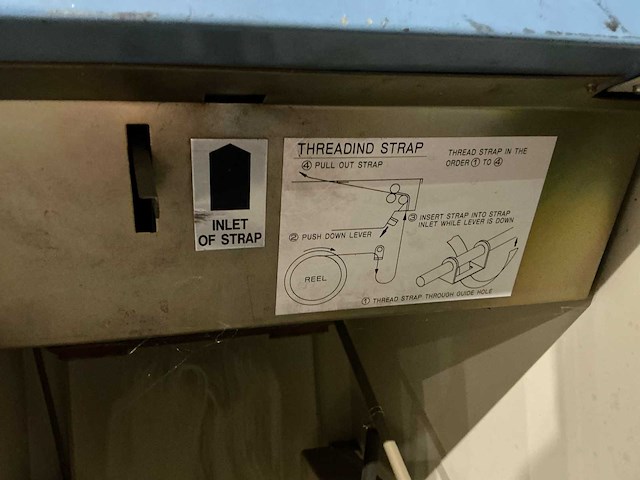 INLET
OF STRAP
THREADIND STRAP
④ PULL OUT STRAP
THREAD STRAP IN THE
ORDER ① TO ④
③ INSERT STRAP INTO STRAP
INLET WHILE LEVER IS DOWN
② PUSH DOWN LEVER
REEL
① THREAD STRAP THROUGH GUIDE HOLE